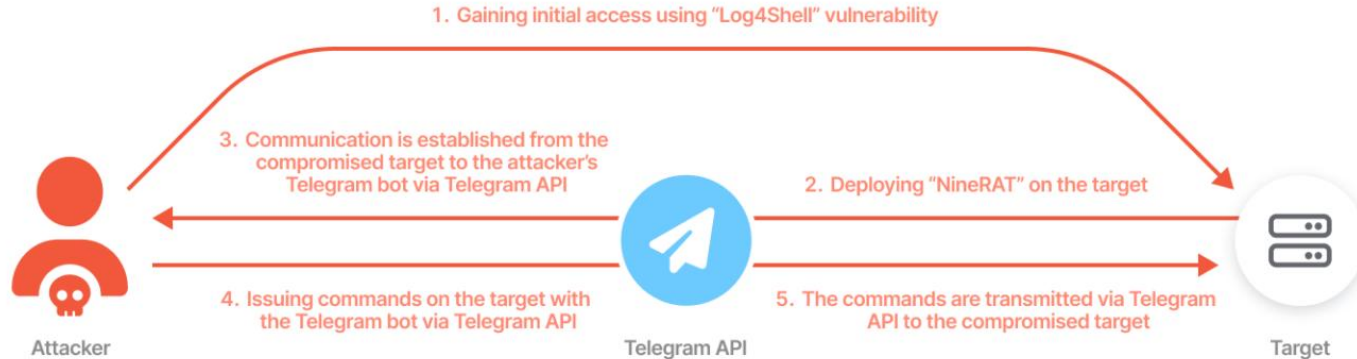 1. Gaining initial access using “Log4Shell” vulnerability
3. Communication is established from the
compromised target to the attacker’s
Telegram bot via Telegram API
2. Deploying “NineRAT” on the target
4. Issuing commands on the target with
the Telegram bot via Telegram API
5. The commands are transmitted via Telegram
API to the compromised target
Attacker
Telegram API
Target